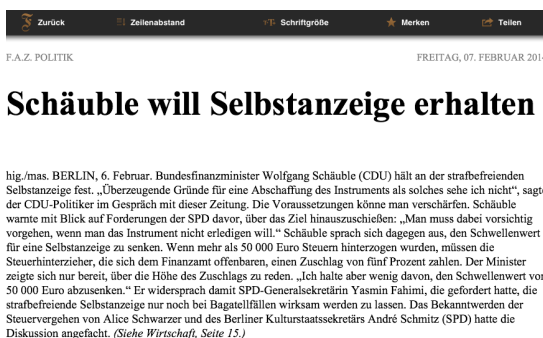 Zurück Zeilenabstand Schriftgröße Merken Teilen
F.A.Z. POLITIK FREITAG, 07. FEBRUAR 2014
Schäuble will Selbstanzeige erhalten
hig./mas. BERLIN, 6. Februar. Bundesfinanzminister Wolfgang Schäuble (CDU) hält an der strafbefreienden
Selbstanzeige fest. „Überzeugende Gründe für eine Abschaffung des Instruments als solches sehe ich nicht“, sagte
der CDU-Politiker im Gespräch mit dieser Zeitung. Die Voraussetzungen könne man verschärfen. Schäuble
warnte mit Blick auf Forderungen der SPD davor, über das Ziel hinauszuschießen: „Man muss dabei vorsichtig
vorgehen, wenn man das Instrument nicht erledigen will.“ Schäuble sprach sich dagegen aus, den Schwellenwert
für eine Selbstanzeige zu senken. Wenn mehr als 50 000 Euro Steuern hinterzogen wurden, müssen die
Steuerhinterzieher, die sich dem Finanzamt offenbaren, einen Zuschlag von fünf Prozent zahlen. Der Minister
zeigte sich nur bereit, über die Höhe des Zuschlags zu reden. „Ich halte aber wenig davon, den Schwellenwert von
50 000 Euro abzusenken.“ Er widersprach damit SPD-Generalsekretärin Yasmin Fahimi, die gefordert hatte, die
strafbefreiende Selbstanzeige nur noch bei Bagatellfällen wirksam werden zu lassen. Das Bekanntwerden der
Steuervergehen von Alice Schwarzer und des Berliner Kulturstaatssekretärs André Schmitz (SPD) hatte die
Diskussion angefacht. (Siehe Wirtschaft, Seite 15.)